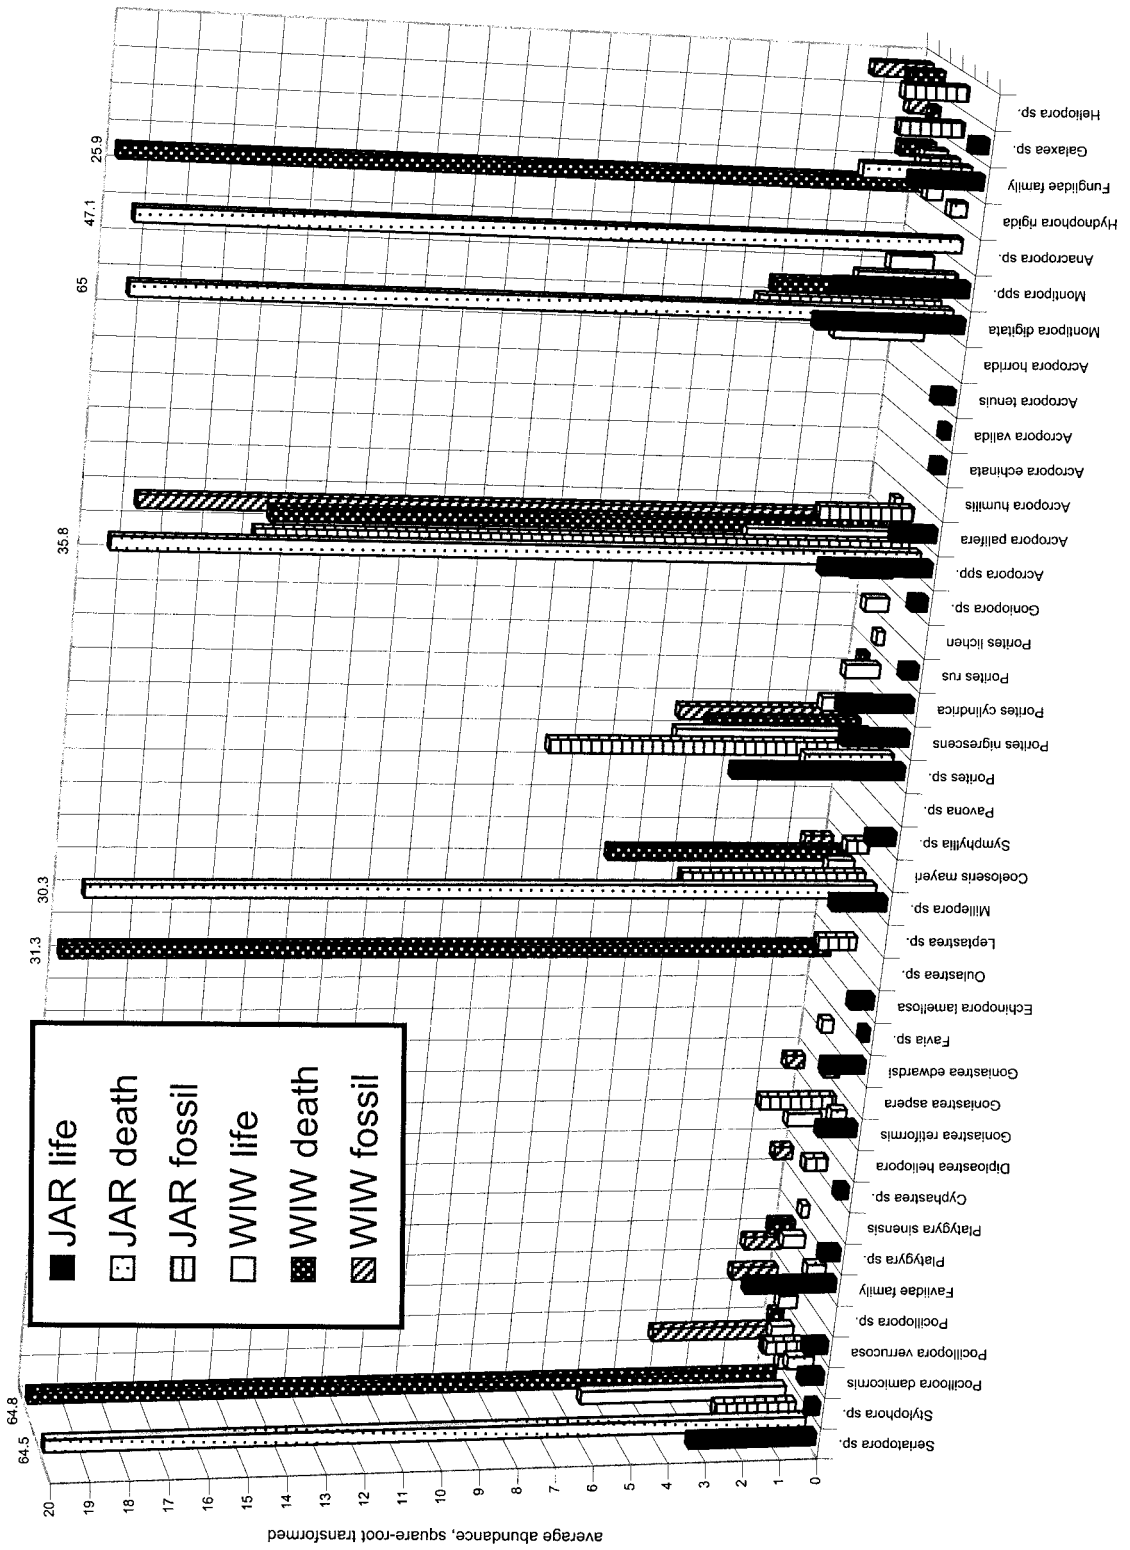 JAR life
JAR death
JAR fossil
WIW life
WIW death
WIW fossil
average abundance, square-root transformed
20
19
18
17
16
15
14
13
12
11
10
9
8
7
6
5
4
3
2
1
0
64.5
64.8
31.3
30.3
35.8
65
47.1
25.9
Seriatopora sp.
Stylophora sp.
Pocilloora damicornis
Pocillopora verrucosa
Pocillopora sp.
Faviidae family
Platygyra sp.
Platygyra sinensis
Cyphastrea sp.
Diploastrea heliopora
Goniastrea retiformis
Goniastrea aspera
Goniastrea edwardsi
Favia sp.
Echinopora lamellosa
Oulastrea sp.
Leptastrea sp.
Millepora sp.
Coeloseris mayeri
Symphyllia sp.
Pavona sp.
Porites sp.
Porites nigrescens
Porites cylindrica
Porites rus
Porites lichen
Goniopora sp.
Acropora spp.
Acropora palifera
Acropora humilis
Acropora echinata
Acropora valida
Acropora tenuis
Acropora horrida
Montipora digitata
Montipora spp.
Anacropora sp.
Hydnophora rigida
Fungiidae family
Galaxea sp.
Heliopora sp.